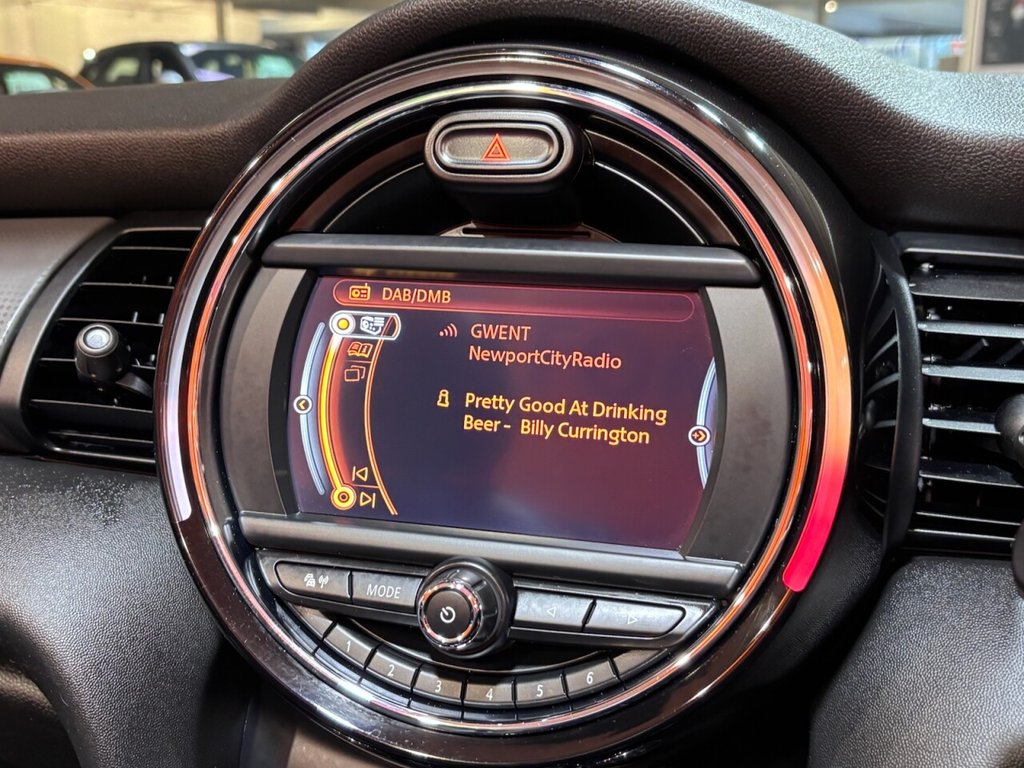 DAB/DMB
GWENT
NewportCityRadio
Pretty Good At Drinking
Beer - Billy Currington
MODE
1 2 3 4 5 6